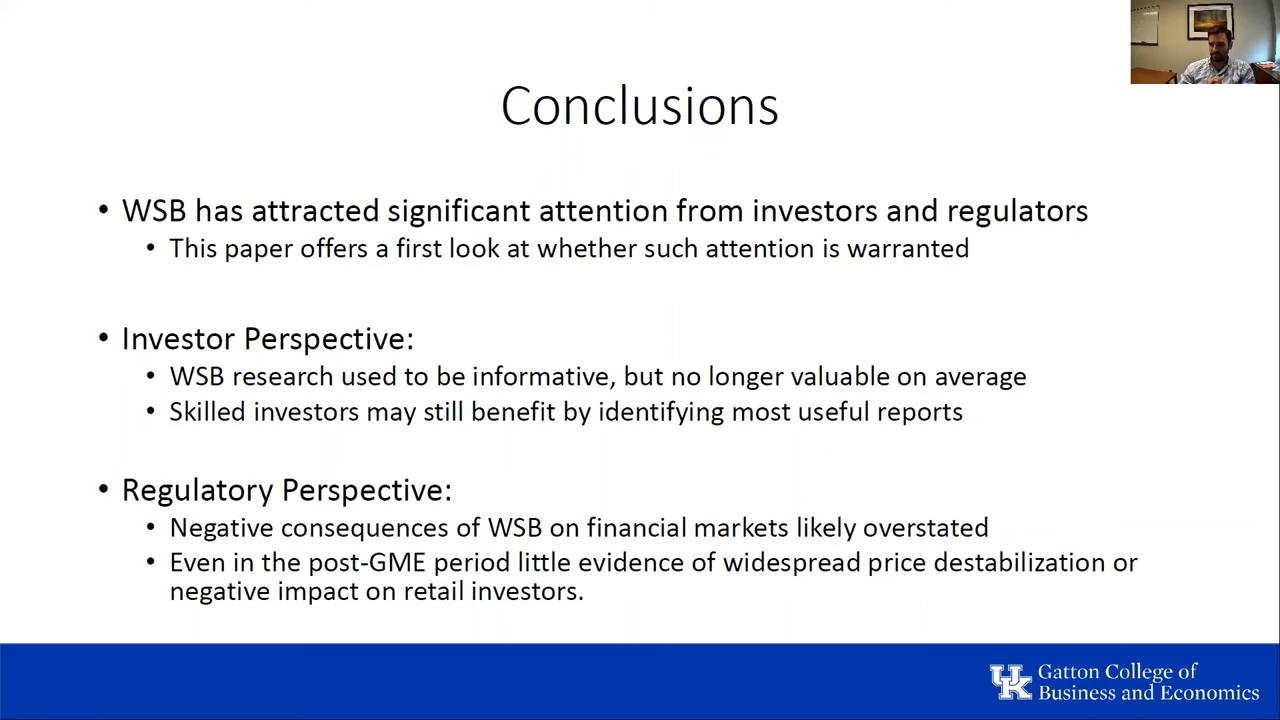 Conclusions
• WSB has attracted significant attention from investors and regulators
• This paper offers a first look at whether such attention is warranted
• Investor Perspective:
• WSB research used to be informative, but no longer valuable on average
• Skilled investors may still benefit by identifying most useful reports
• Regulatory Perspective:
• Negative consequences of WSB on financial markets likely overstated
• Even in the post-GME period little evidence of widespread price destabilization or
negative impact on retail investors.
UK
Gatton College of
Business and Economics